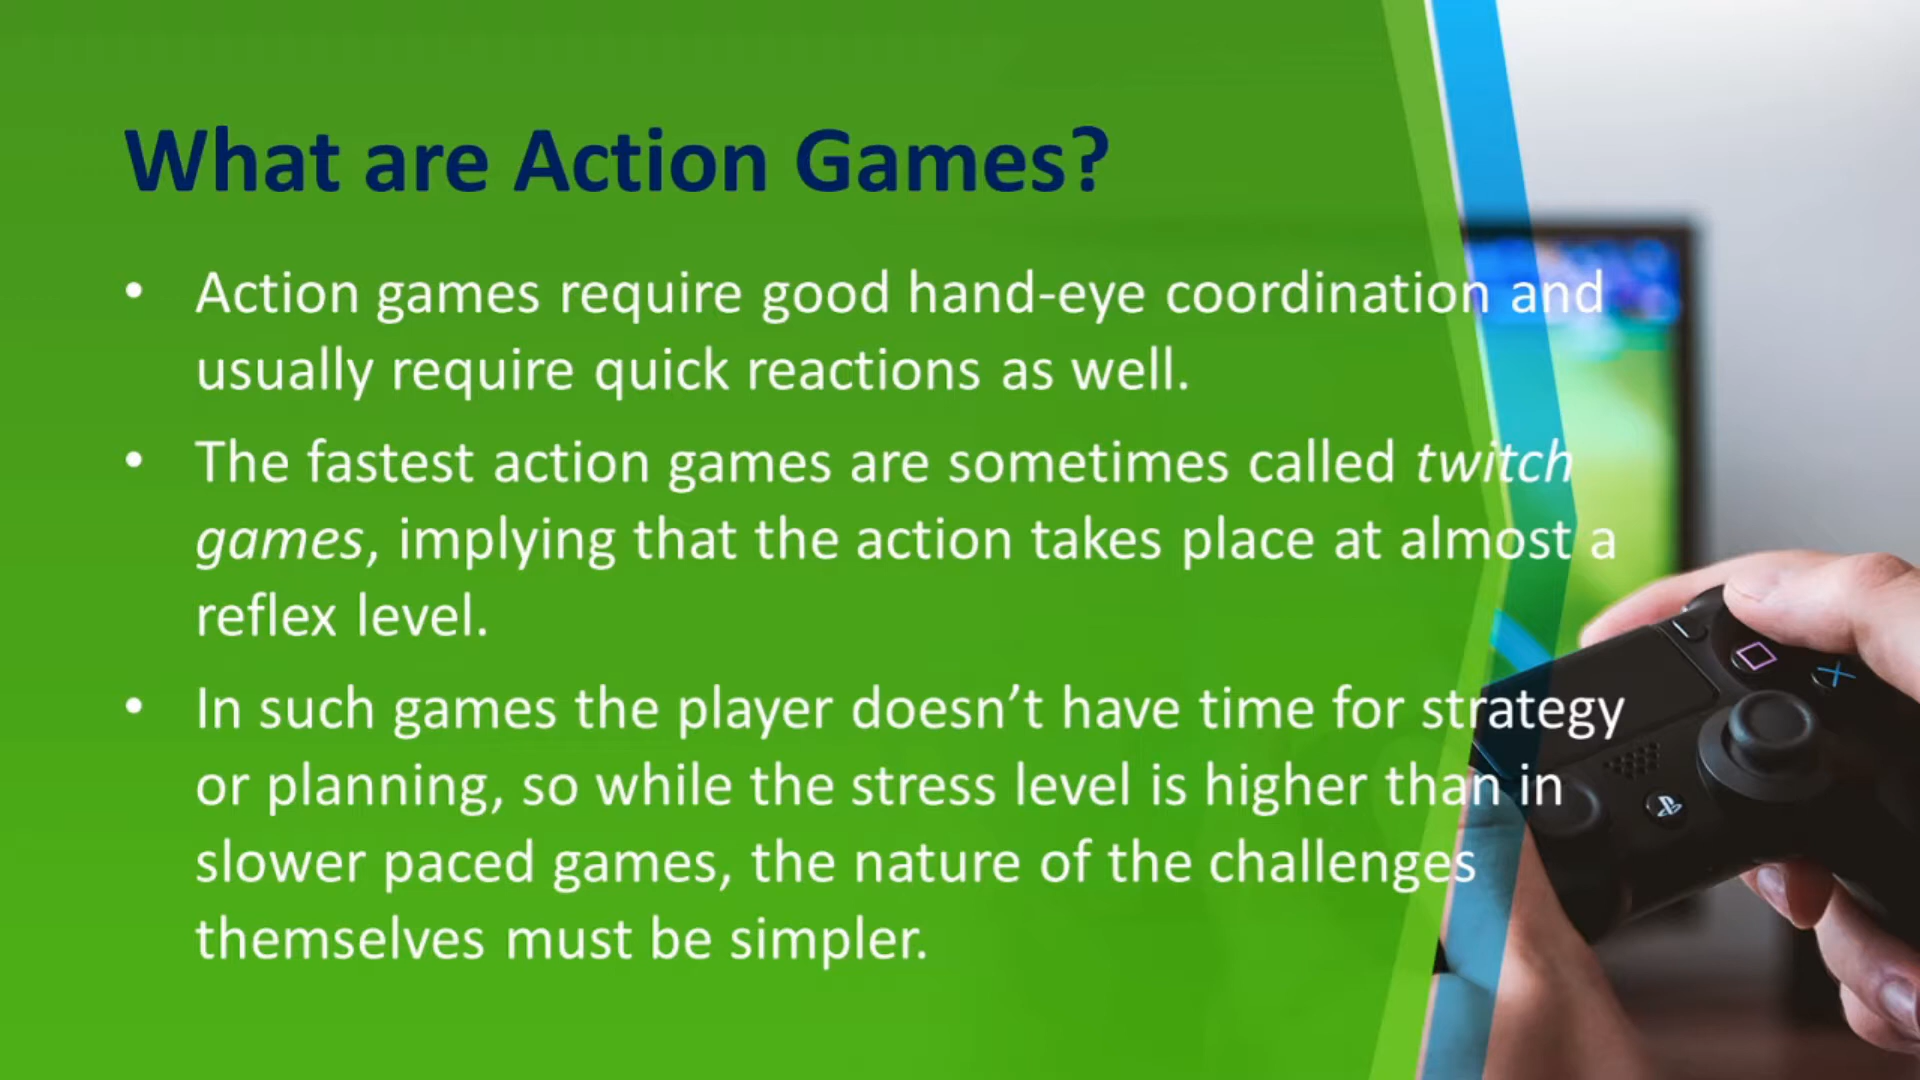 What are Action Games?
• Action games require good hand-eye coordination and
usually require quick reactions as well.
• The fastest action games are sometimes called twitch
games, implying that the action takes place at almost a
reflex level.
• In such games the player doesn’t have time for strategy
or planning, so while the stress level is higher than in
slower paced games, the nature of the challenges
themselves must be simpler.